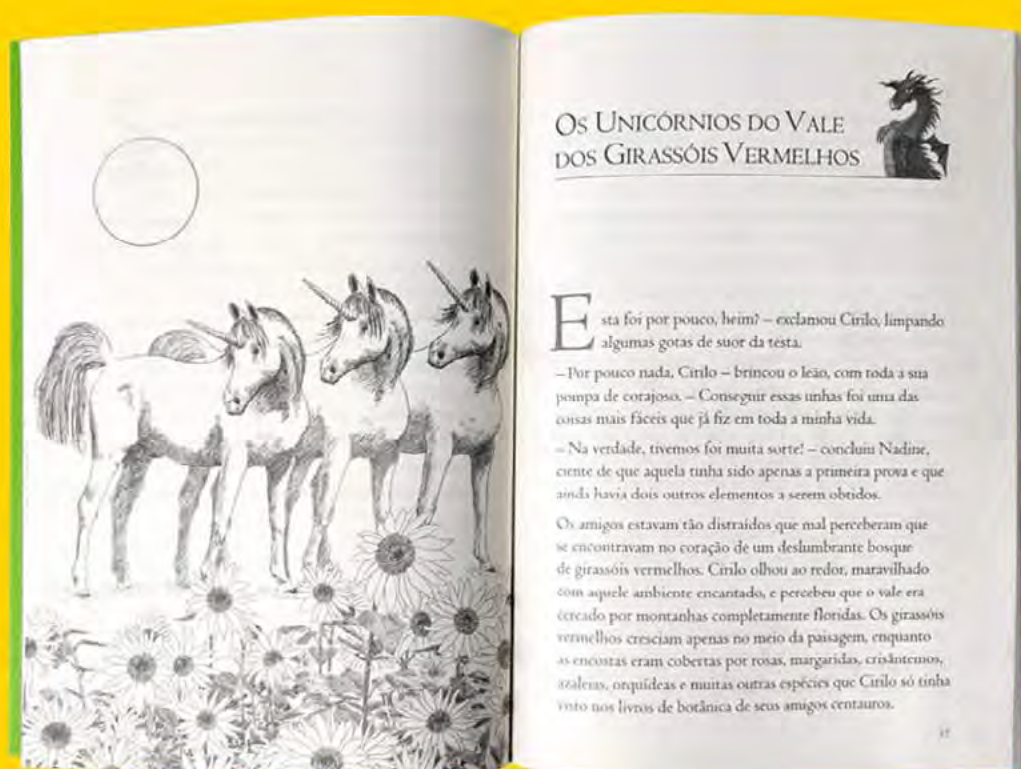 Os Unicórnios do Vale
dos Girassóis Vermelhos
Esta foi por pouco, heim? – exclamou Cirilo, limpando
algumas gotas de suor da testa.
– Por pouco nada, Cirilo – brincou o leão, com toda a sua
pompa de corajoso. – Conseguir essas unhas foi uma das
coisas mais fáceis que já fiz em toda a minha vida.
– Na verdade, tivemos foi muita sorte! – concluiu Nadine,
ciente de que aquela tinha sido apenas a primeira prova e que
ainda havia dois outros elementos a serem obtidos.
Os amigos estavam tão distraídos que mal perceberam que
se encontravam no coração de um deslumbrante bosque
de girassóis vermelhos. Cirilo olhou ao redor, maravilhado
com aquele ambiente encantado, e percebeu que o vale era
cercado por montanhas completamente floridas. Os girassóis
vermelhos cresciam apenas no meio da paisagem, enquanto
as encostas eram cobertas por rosas, margaridas, crisântemos,
azaleias, orquídeas e muitas outras espécies que Cirilo só tinha
visto nos livros de botânica de seus amigos centauros.